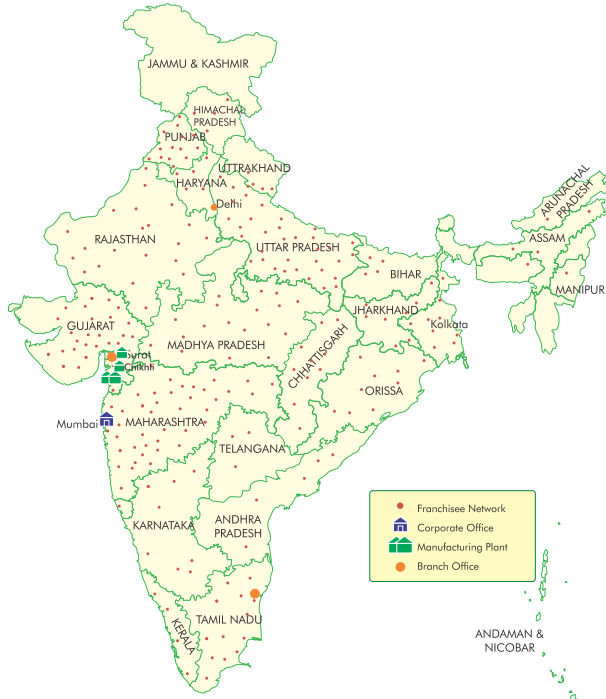 JAMMU & KASHMIR
HIMACHAL
PRADESH
PUNJAB
UTTRAKHAND
HARYANA
Delhi
ARUNACHAL
PRADESH
RAJASTHAN
UTTAR PRADESH
ASSAM
BIHAR
MANIPUR
GUJARAT
JHARKHAND
Kolkata
MADHYA PRADESH
CHHATTISGARH
Chikhli
ORISSA
Mumbai
MAHARASHTRA
TELANGANA
KARNATAKA
ANDHRA
PRADESH
TAMIL NADU
KERALA
ANDAMAN &
NICOBAR
Franchisee Network
Corporate Office
Manufacturing Plant
Branch Office